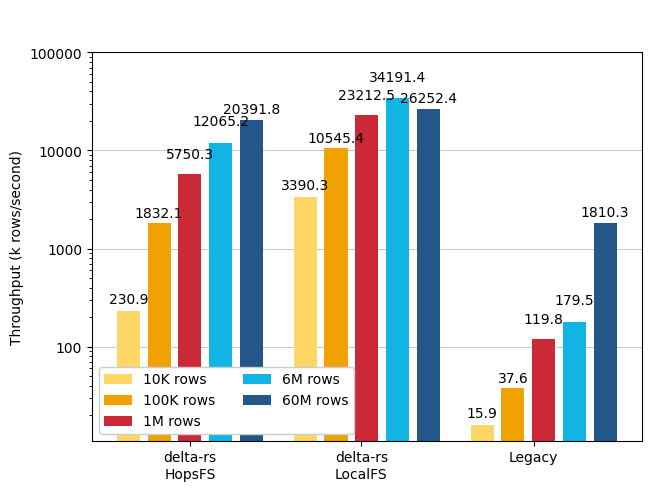 100000
10000
1000
100
Throughput (k rows/second)
230.9
1832.1
5750.3
12065.2
20391.8
3390.3
10545.4
23212.5
34191.4
26252.4
15.9
37.6
119.8
179.5
1810.3
10K rows
100K rows
1M rows
6M rows
60M rows
delta-rs
HopsFS
delta-rs
LocalFS
Legacy